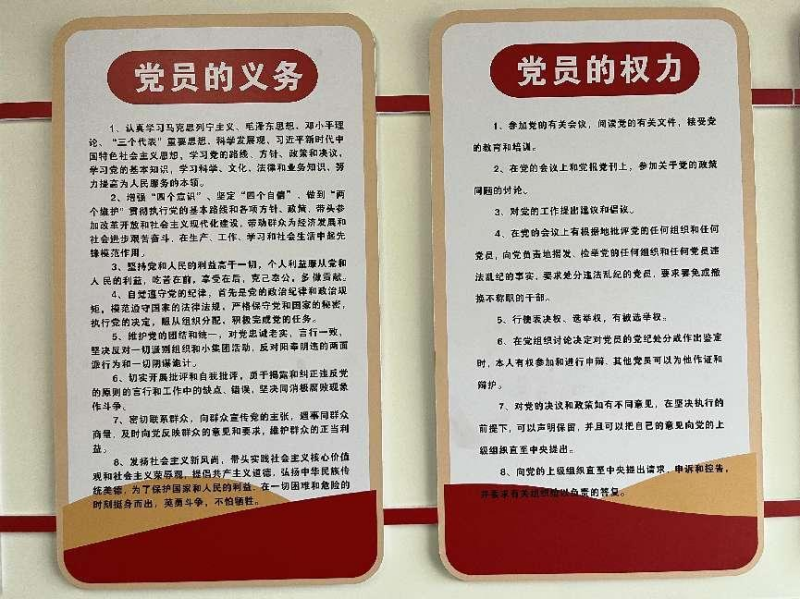 党员的义务
1、认真学习马克思列宁主义、毛泽东思想、邓小平理
论、“三个代表”重要思想、科学发展观、习近平新时代中
国特色社会主义思想，学习党的路线、方针、政策和决议，
学习党的基本知识，学习科学、文化、法律和业务知识，努
力提高为人民服务的本领。
2、增强“四个意识”、坚定“四个自信”、做到“两
个维护”贯彻执行党的基本路线和各项方针、政策，带头参
加改革开放和社会主义现代化建设，带动群众为经济发展和
社会进步艰苦奋斗，在生产、工作、学习和社会生活中起先
锋模范作用。
3、坚持党和人民的利益高于一切，个人利益服从党和
人民的利益，吃苦在前，享受在后，克己奉公，多做贡献。
4、自觉遵守党的纪律，首先是党的政治纪律和政治规
矩，模范遵守国家的法律法规，严格保守党和国家的秘密，
执行党的决定，服从组织分配，积极完成党的任务。
5、维护党的团结和统一，对党忠诚老实，言行一致，
坚决反对一切派别组织和小集团活动，反对阳奉阴违的两面
派行为和一切阴谋诡计。
6、切实开展批评和自我批评，勇于揭露和纠正违反党
的原则的言行和工作中的缺点、错误，坚决同消极腐败现象
作斗争。
7、密切联系群众，向群众宣传党的主张，遇事同群众
商量，及时向党反映群众的意见和要求，维护群众的正当利
益。
8、发扬社会主义新风尚，带头实践社会主义核心价值
观和社会主义荣辱观，提倡共产主义道德，弘扬中华民族传
统美德，为了保护国家和人民的利益，在一切困难和危险的
时刻挺身而出，英勇斗争，不怕牺牲。
党员的权力
1、参加党的有关会议，阅读党的有关文件，接受党
的教育和培训。
2、在党的会议上和党报党刊上，参加关于党的政策
问题的讨论。
3、对党的工作提出建议和倡议。
4、在党的会议上有根据地批评党的任何组织和任何
党员，向党负责地揭发、检举党的任何组织和任何党员违
法乱纪的事实，要求处分违法乱纪的党员，要求罢免或撤
换不称职的干部。
5、行使表决权、选举权，有被选举权。
6、在党组织讨论决定对党员的党纪处分或作出鉴定
时，本人有权参加和进行申辩，其他党员可以为他作证和
辩护。
7、对党的决议和政策如有不同意见，在坚决执行的
前提下，可以声明保留，并且可以把自己的意见向党的上
级组织直至中央提出。
8、向党的上级组织直至中央提出请求、申诉和控告，
并要求有关组织给以负责的答复。